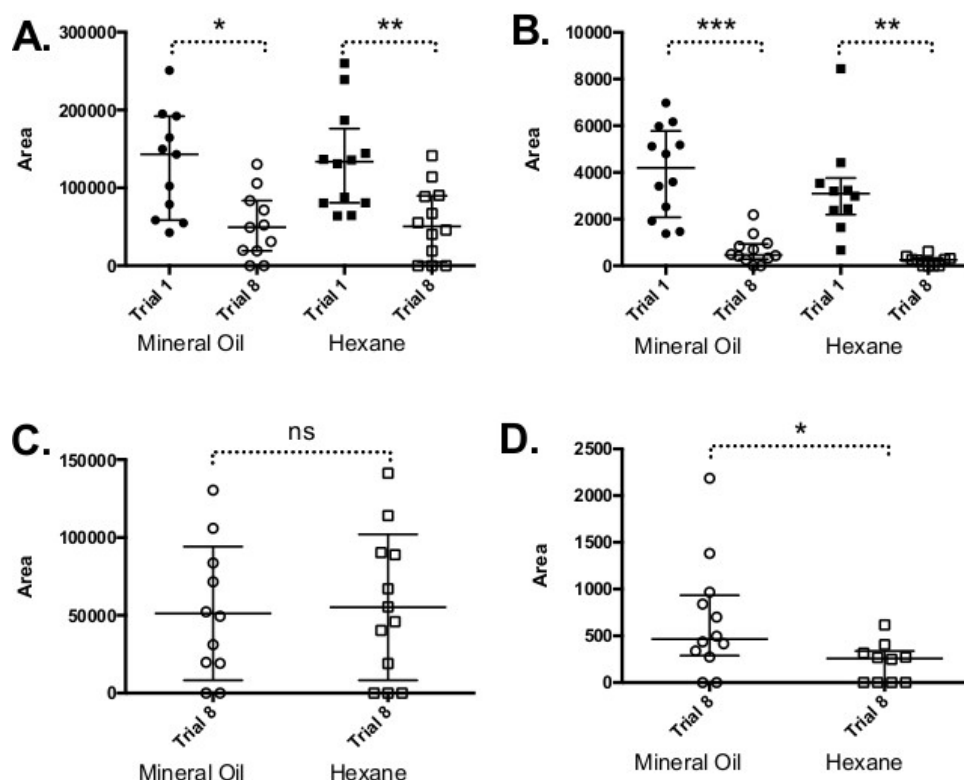 A.
* **
300000
200000
100000
0
Area
Trial 1 Trial 8 Trial 1 Trial 8
Mineral Oil Hexane
B.
*** **
10000
8000
6000
4000
2000
0
Area
Trial 1 Trial 8 Trial 1 Trial 8
Mineral Oil Hexane
C.
ns
150000
100000
50000
0
Area
Trial 8 Trial 8
Mineral Oil Hexane
D.
*
2500
2000
1500
1000
500
0
Area
Trial 8 Trial 8
Mineral Oil Hexane